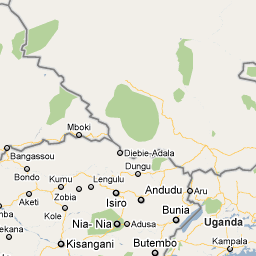 Mboki
Bangassou
Diebie-Adala
Dungu
Bondo
Kumu
Lengulu
Aru
Aketi
Zobia
Isiro
Andudu
Kole
Bunia
Uganda
Nia- Nia
Adusa
Kisangani
Butembo
Kampala